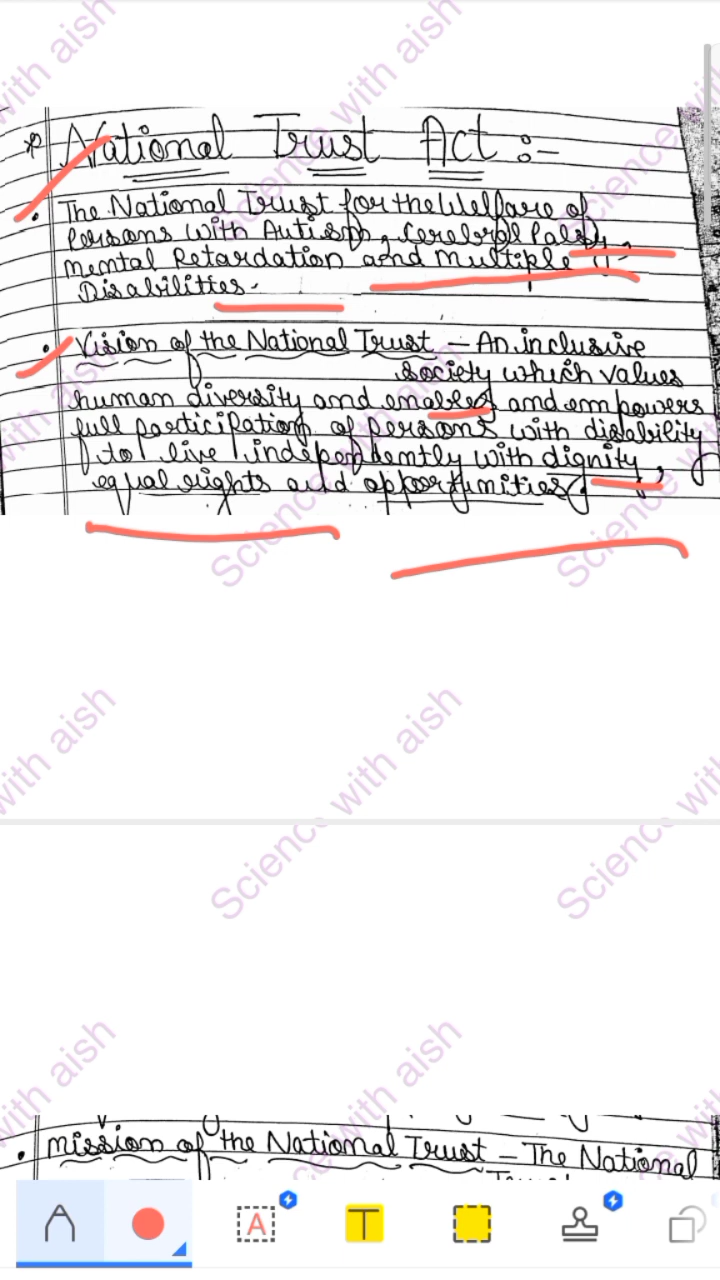 National Trust Act :-
• The National Trust for the Welfare of
Persons with Autism, Cerebral Palsy,
mental Retardation and multiple
Disabilities.
• Vision of the National Trust – An inclusive
society which values
human diversity and enables and empowers
full participation of persons with disability
to live independently with dignity,
equal rights and opportunities.
• mission of the National Trust – The National
Science with aish
Science with aish
Science with aish
Science with aish
A
T